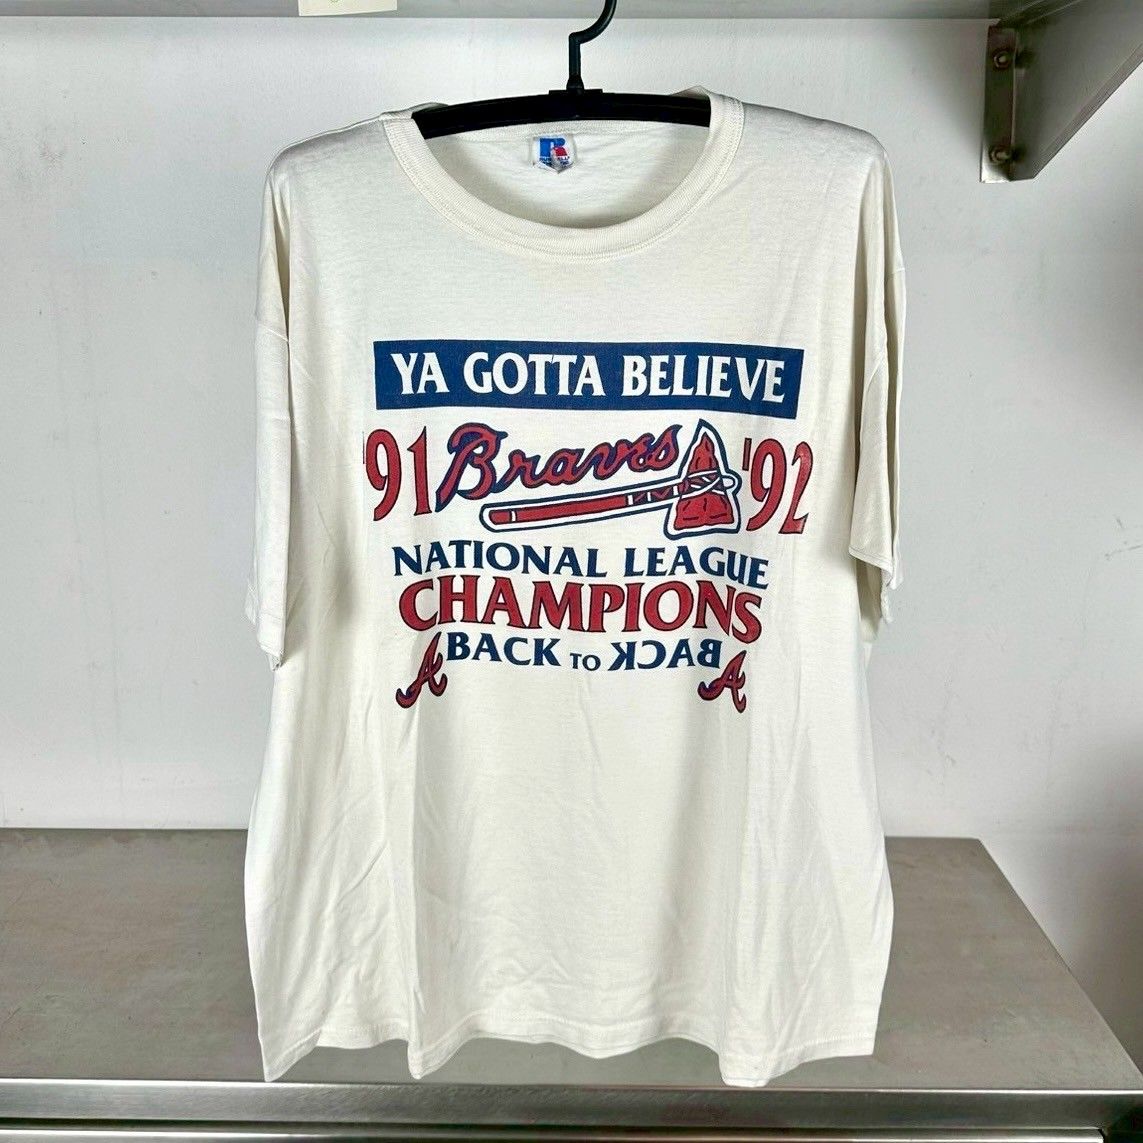 YA GOTTA BELIEVE
'91 Braves '92
NATIONAL LEAGUE
CHAMPIONS
A BACK TO BACK A